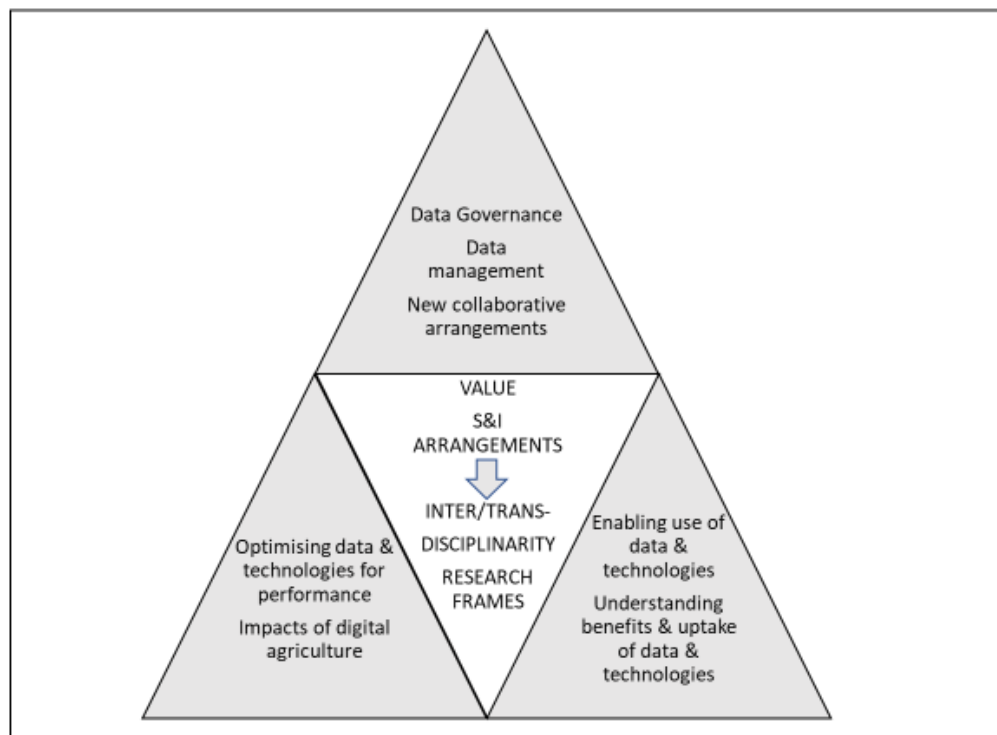 Data Governance
Data
management
New collaborative
arrangements
VALUE
S&I
ARRANGEMENTS
INTER/TRANS-
DISCIPLINARITY
RESEARCH
FRAMES
Optimising data &
technologies for
performance
Impacts of digital
agriculture
Enabling use of
data &
technologies
Understanding
benefits & uptake
of data &
technologies